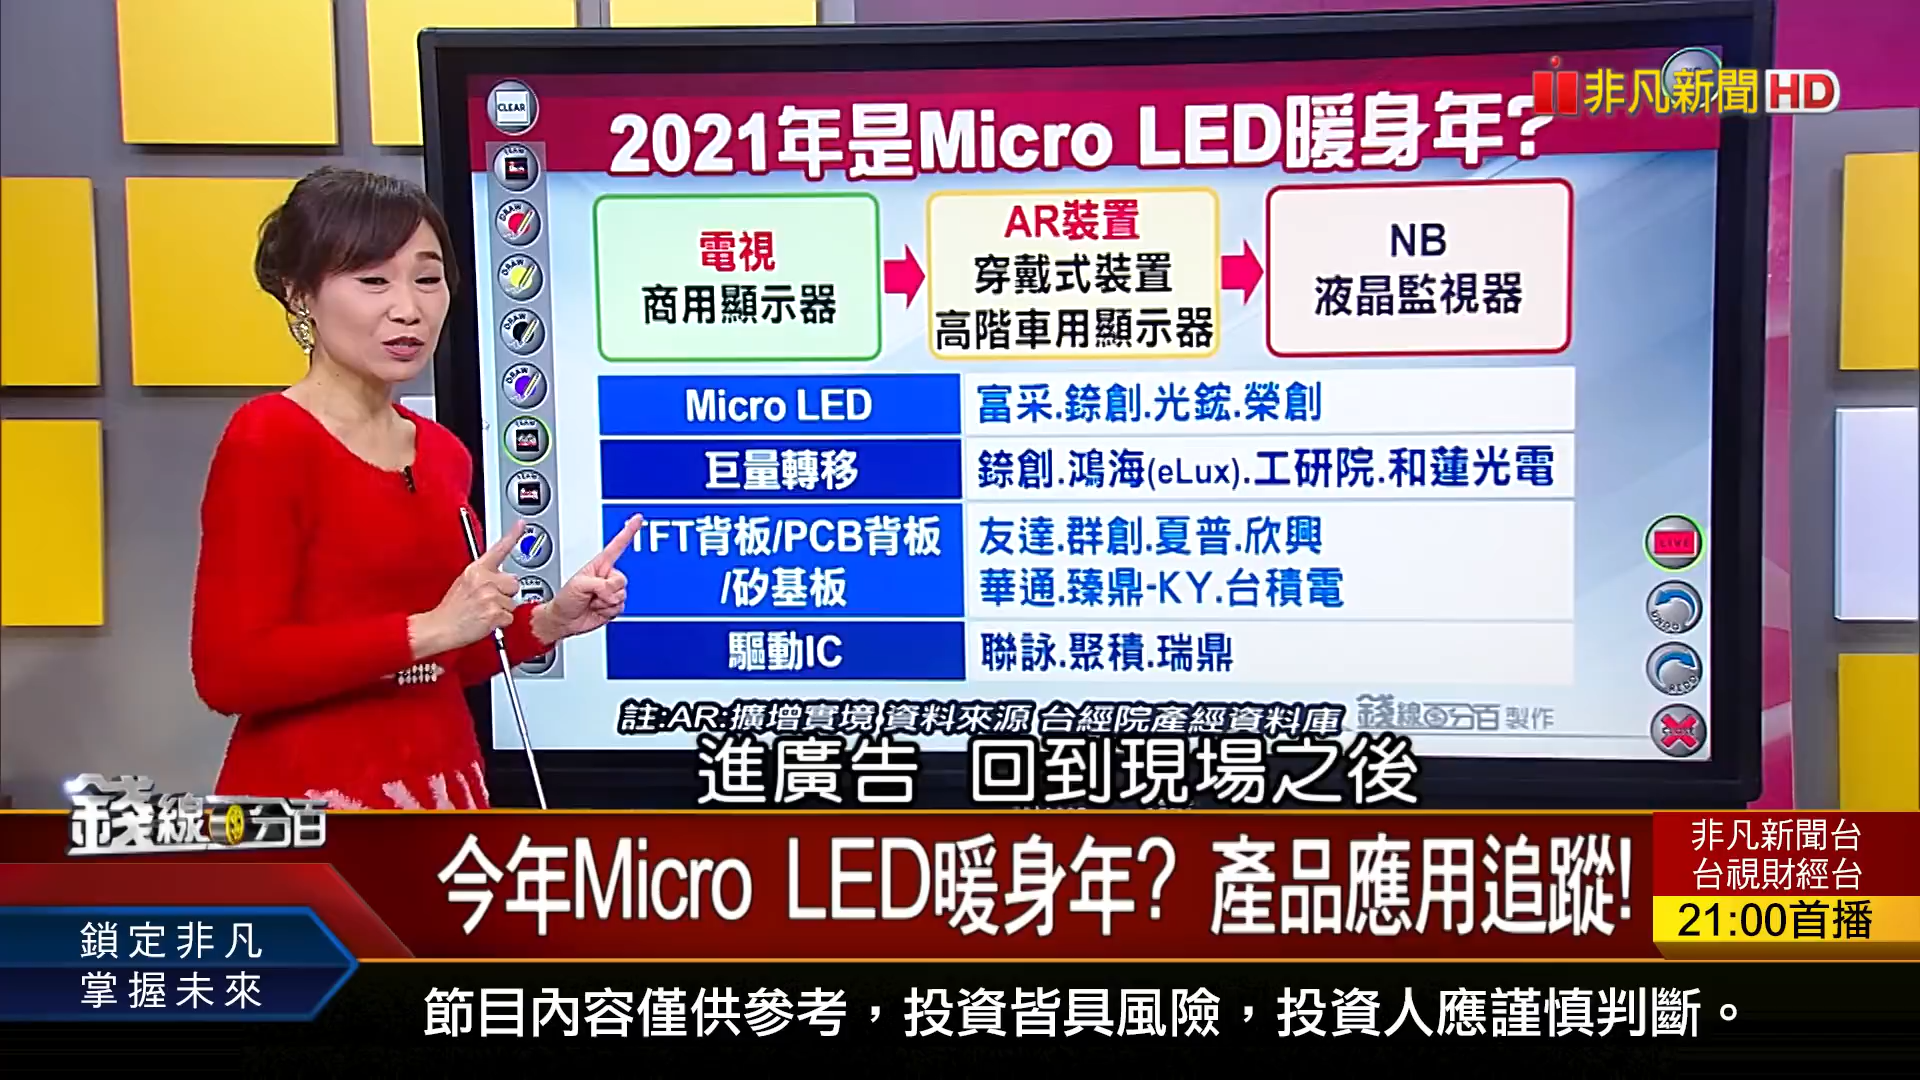 非凡新聞HD
2021年是Micro LED暖身年?
CLEAR
電視
商用顯示器
AR裝置
穿戴式裝置
高階車用顯示器
NB
液晶監視器
Micro LED
富采.錼創.光鋐.榮創
巨量轉移
錼創.鴻海(eLux).工研院.和蓮光電
TFT背板/PCB背板
/矽基板
友達.群創.夏普.欣興
華通.臻鼎-KY.台積電
驅動IC
聯詠.聚積.瑞鼎
DRAW
DRAW
DRAW
DRAW
LIVE
UNDO
REDO
CLOSE
註:AR:擴增實境 資料來源 台經院產經資料庫
錢線百分百 製作
進廣告 回到現場之後
錢線百分百
今年Micro LED暖身年? 產品應用追蹤!
非凡新聞台
台視財經台
21:00首播
鎖定非凡
掌握未來
節目內容僅供參考，投資皆具風險，投資人應謹慎判斷。